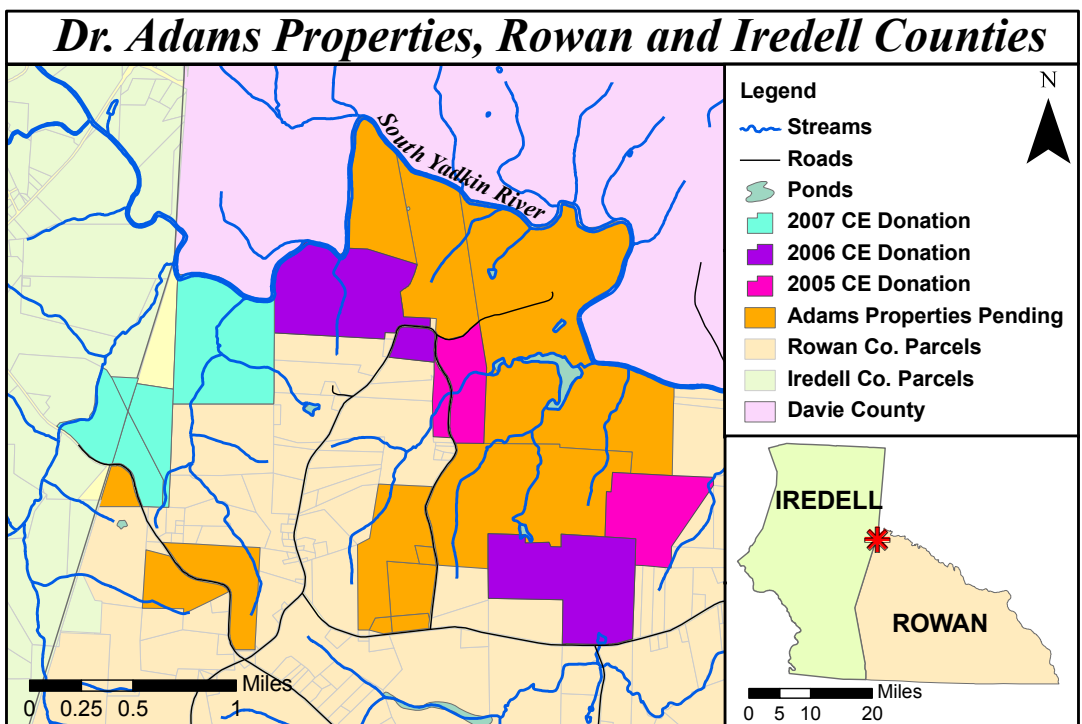 Dr. Adams Properties, Rowan and Iredell Counties
South Yadkin River
0 0.25 0.5 1
Miles
Legend
N
Streams
Roads
Ponds
2007 CE Donation
2006 CE Donation
2005 CE Donation
Adams Properties Pending
Rowan Co. Parcels
Iredell Co. Parcels
Davie County
IREDELL
ROWAN
Miles
0 5 10 20